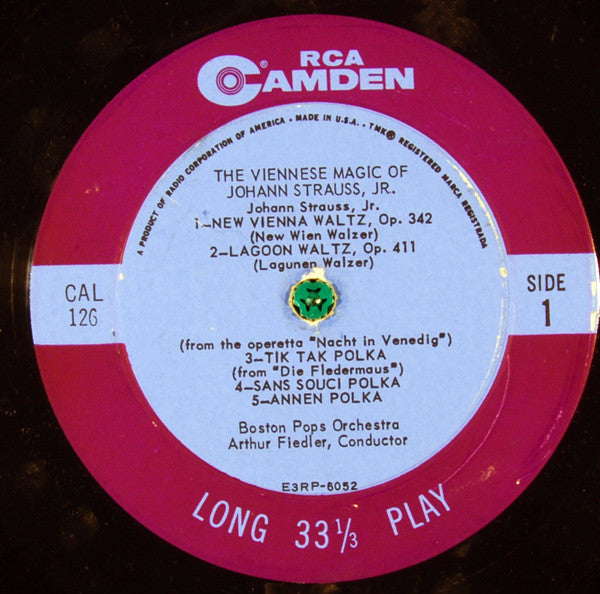 RCA
CAMDEN
®
A PRODUCT OF RADIO CORPORATION OF AMERICA • MADE IN U.S.A. . TMK ® REGISTERED MARCA REGISTRADA
THE VIENNESE MAGIC OF
JOHANN STRAUSS, JR.
Johann Strauss, Jr.
1—NEW VIENNA WALTZ, Op. 342
(New Wien Walzer)
2—LAGOON WALTZ, Op. 411
(Lagunen Walzer)
CAL
126
SIDE
1
(from the operetta "Nacht in Venedig")
3—TIK TAK POLKA
(from "Die Fledermaus")
4—SANS SOUCI POLKA
5—ANNEN POLKA
Boston Pops Orchestra
Arthur Fiedler, Conductor
E3RP-6052
LONG 33⅓ PLAY